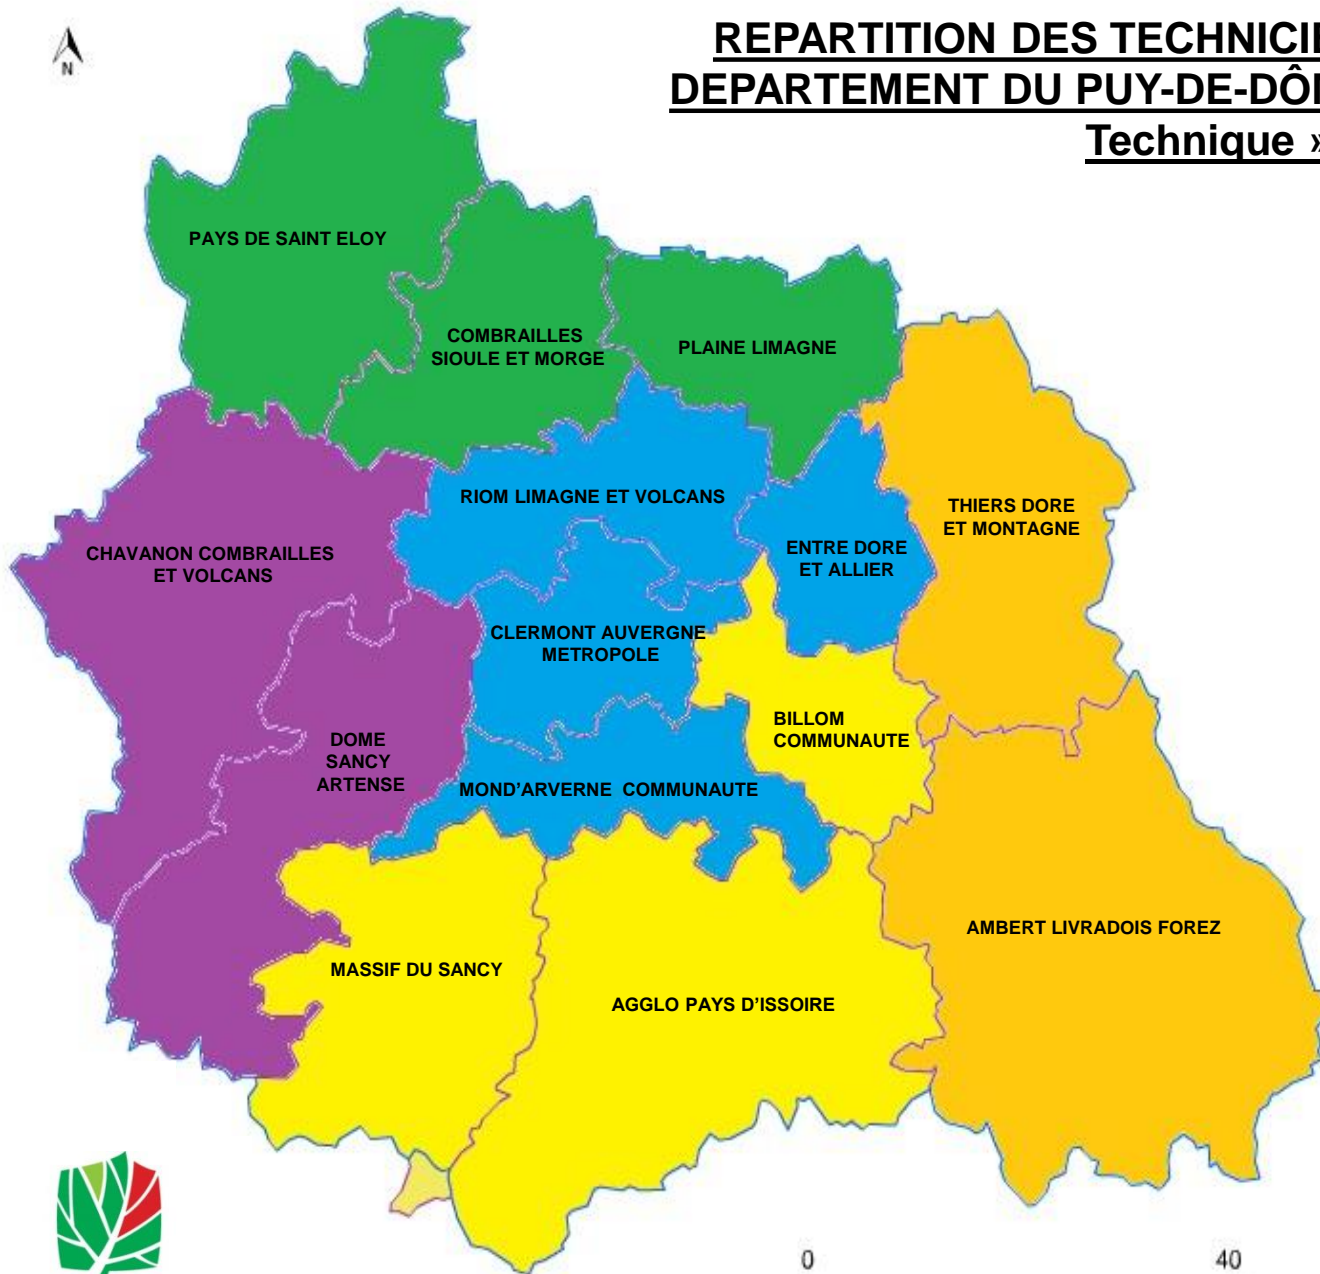 N
REPARTITION DES TECHNICIE
DEPARTEMENT DU PUY-DE-DÔ
Technique »
PAYS DE SAINT ELOY
COMBRAILLES
SIOULE ET MORGE
PLAINE LIMAGNE
RIOM LIMAGNE ET VOLCANS
THIERS DORE
ET MONTAGNE
CHAVANON COMBRAILLES
ET VOLCANS
ENTRE DORE
ET ALLIER
CLERMONT AUVERGNE
METROPOLE
BILLOM
COMMUNAUTE
DOME
SANCY
ARTENSE
MOND'ARVERNE COMMUNAUTE
AMBERT LIVRADOIS FOREZ
MASSIF DU SANCY
AGGLO PAYS D'ISSOIRE
0 40